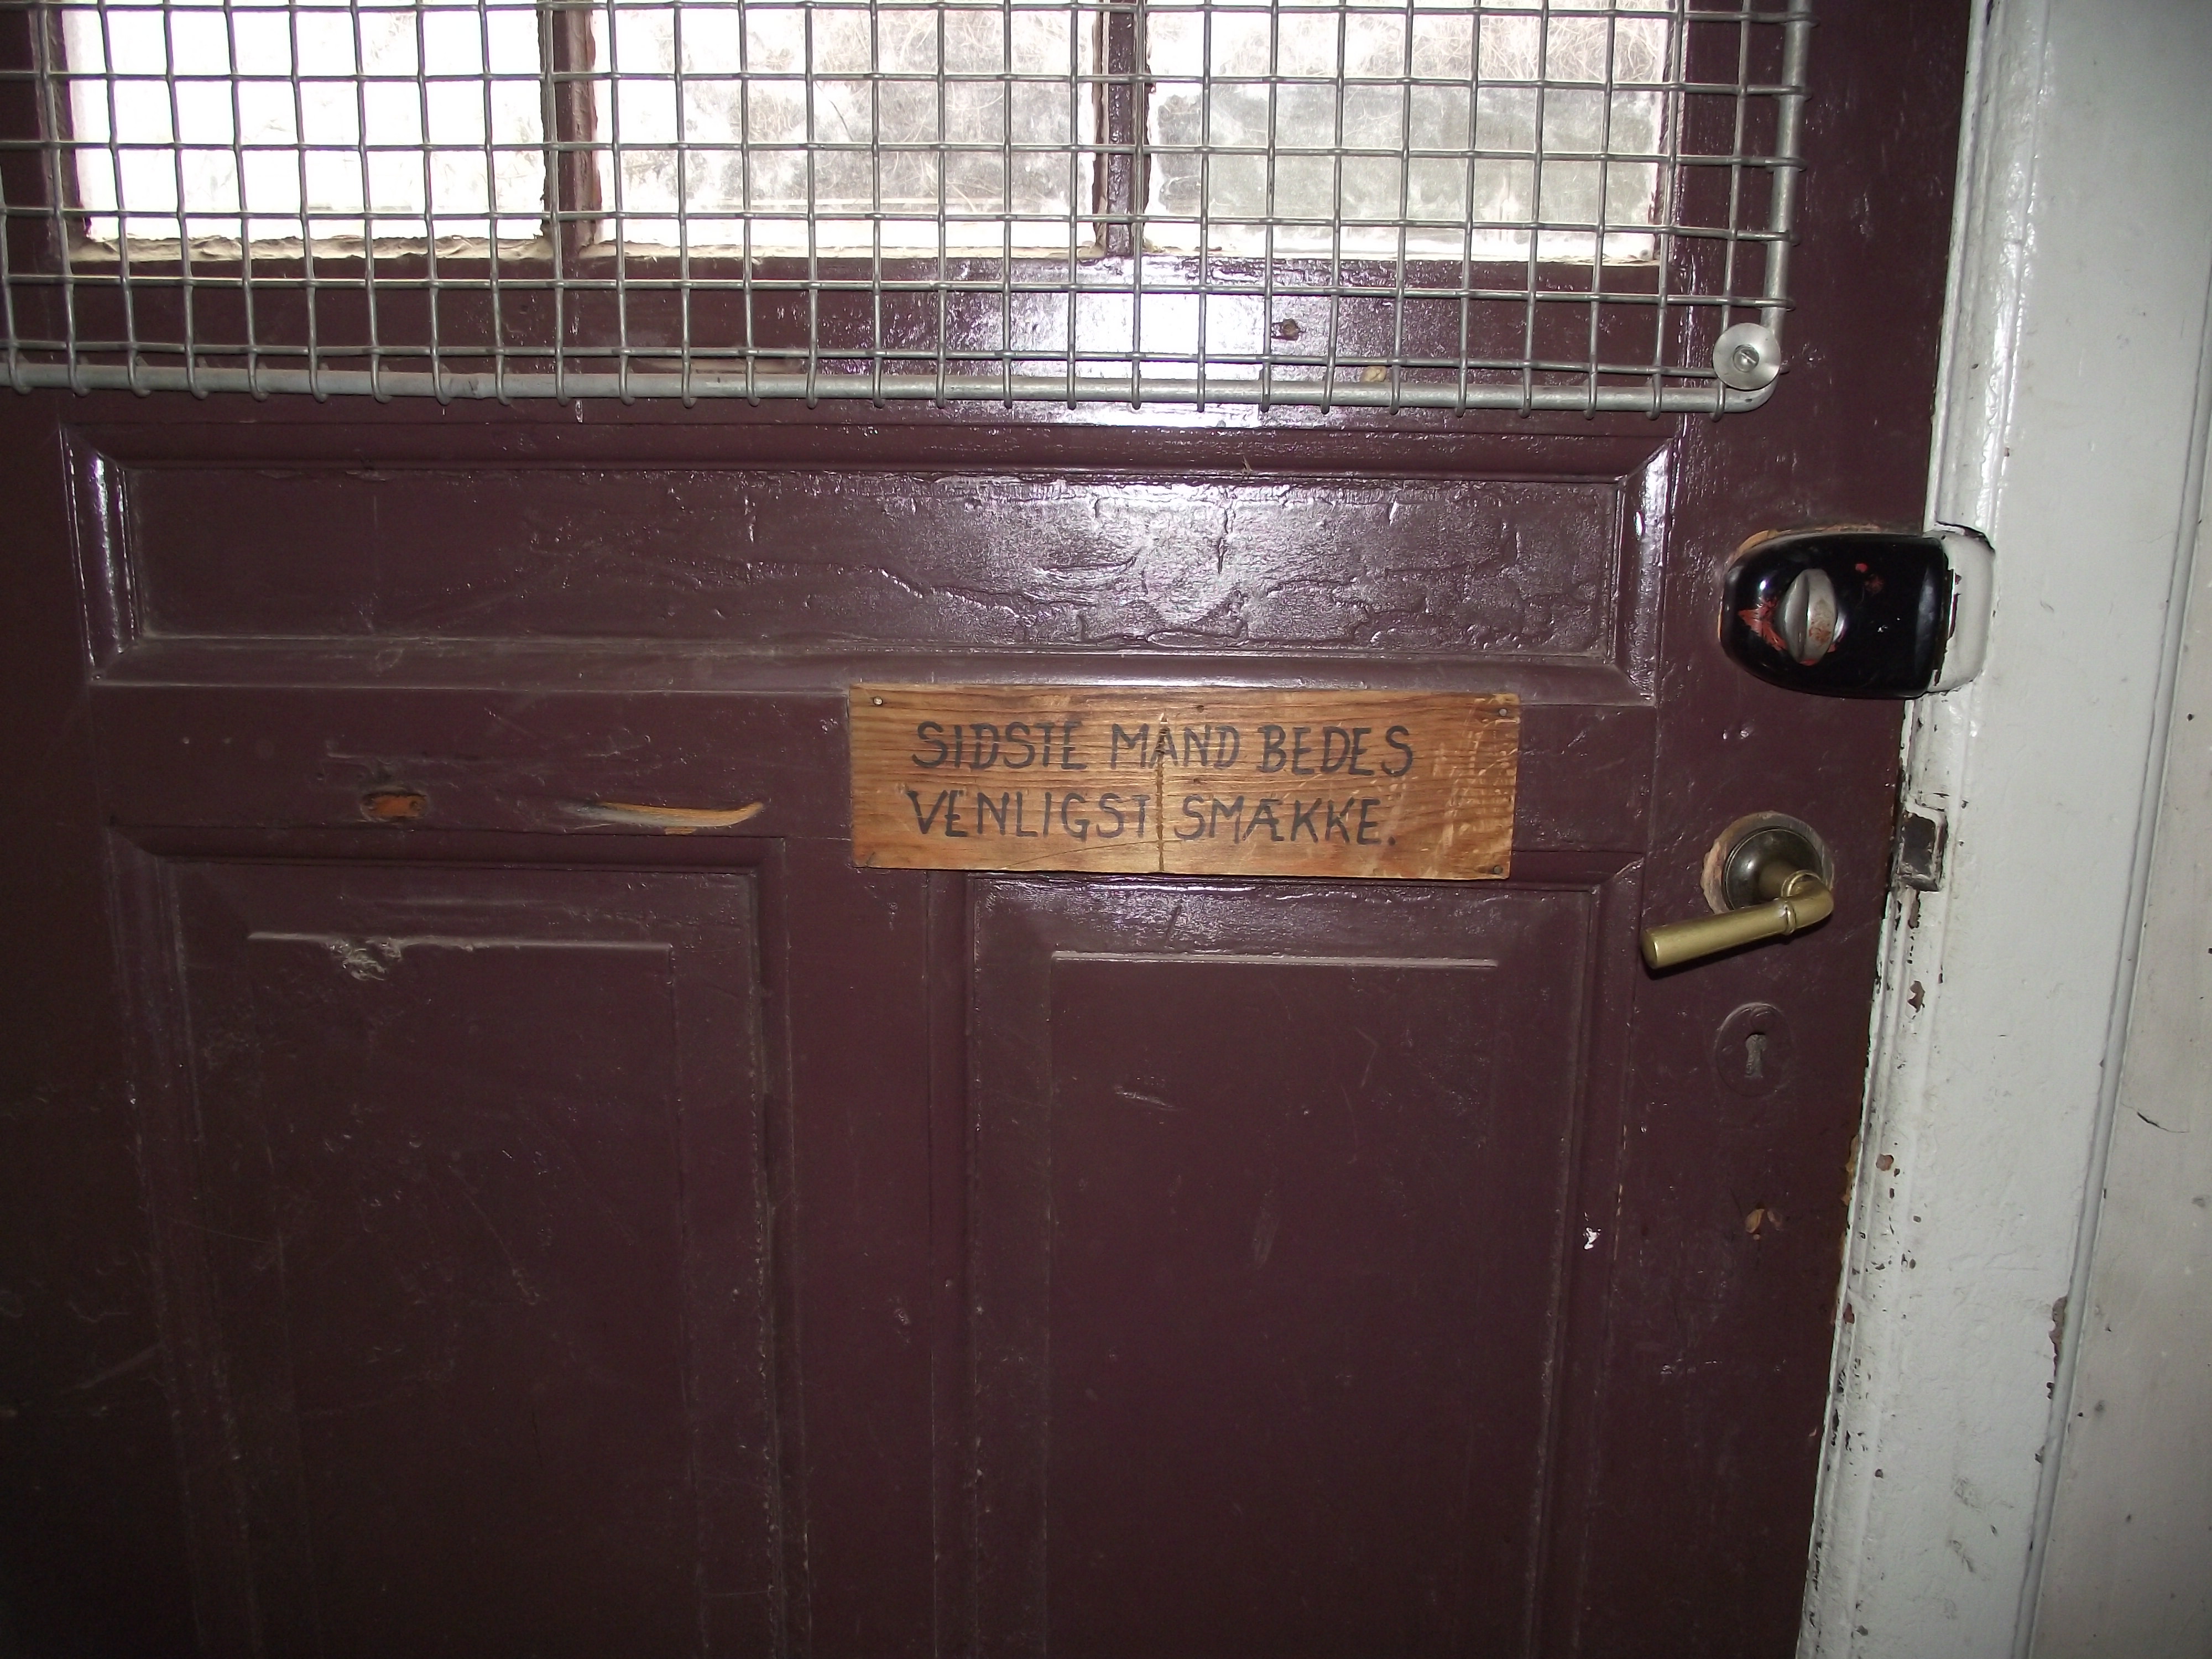 SIDSTE MAND BEDES
VENLIGST SMÆKKE.